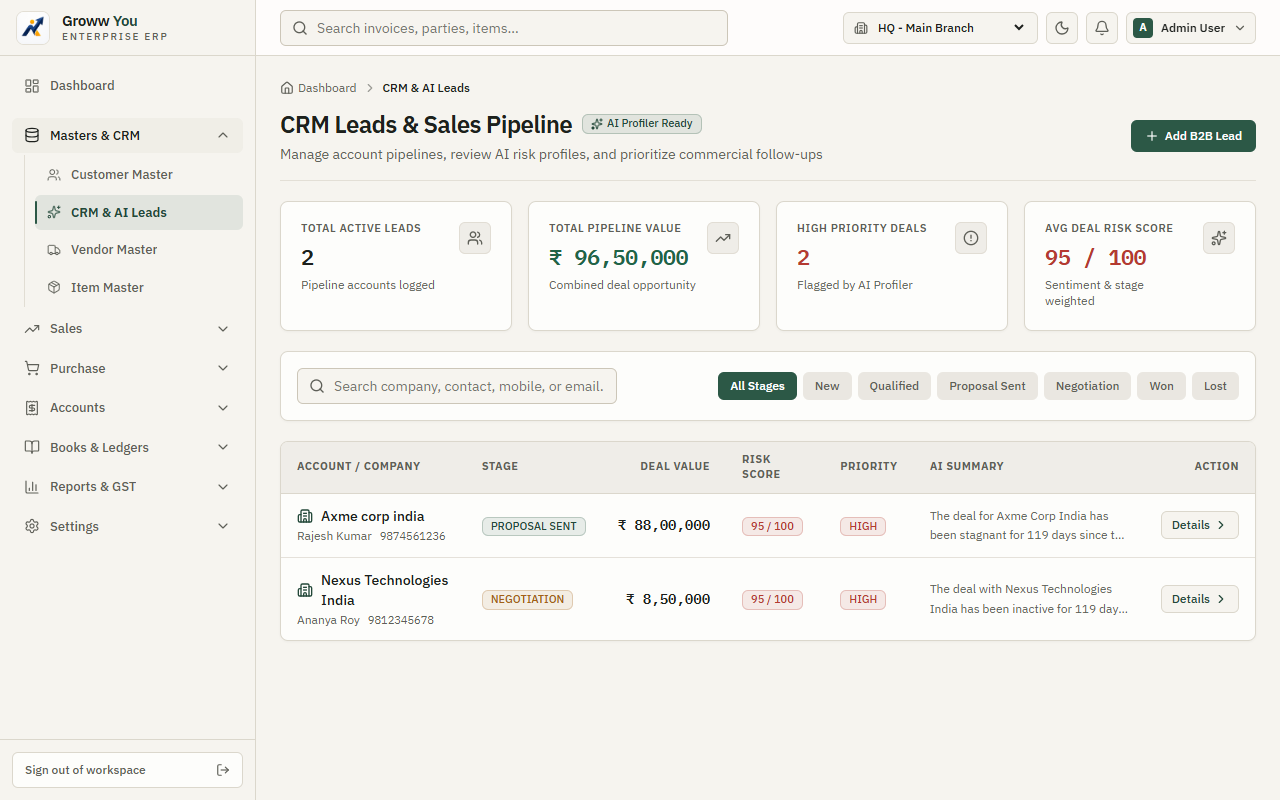 Groww You
ENTERPRISE ERP
Search invoices, parties, items...
HQ - Main Branch
A
Admin User
Dashboard
Masters & CRM
Customer Master
CRM & AI Leads
Vendor Master
Item Master
Sales
Purchase
Accounts
Books & Ledgers
Reports & GST
Settings
Sign out of workspace
Dashboard
CRM & AI Leads
CRM Leads & Sales Pipeline
AI Profiler Ready
Manage account pipelines, review AI risk profiles, and prioritize commercial follow-ups
Add B2B Lead
TOTAL ACTIVE LEADS
2
Pipeline accounts logged
TOTAL PIPELINE VALUE
₹ 96,50,000
Combined deal opportunity
HIGH PRIORITY DEALS
2
Flagged by AI Profiler
AVG DEAL RISK SCORE
95 / 100
Sentiment & stage
weighted
Search company, contact, mobile, or email.
All Stages
New
Qualified
Proposal Sent
Negotiation
Won
Lost
ACCOUNT / COMPANY
STAGE
DEAL VALUE
RISK
SCORE
PRIORITY
AI SUMMARY
ACTION
Axme corp india
Rajesh Kumar 9874561236
PROPOSAL SENT
₹ 88,00,000
95 / 100
HIGH
The deal for Axme Corp India has
been stagnant for 119 days since t...
Details
Nexus Technologies
India
Ananya Roy 9812345678
NEGOTIATION
₹ 8,50,000
95 / 100
HIGH
The deal with Nexus Technologies
India has been inactive for 119 day...
Details